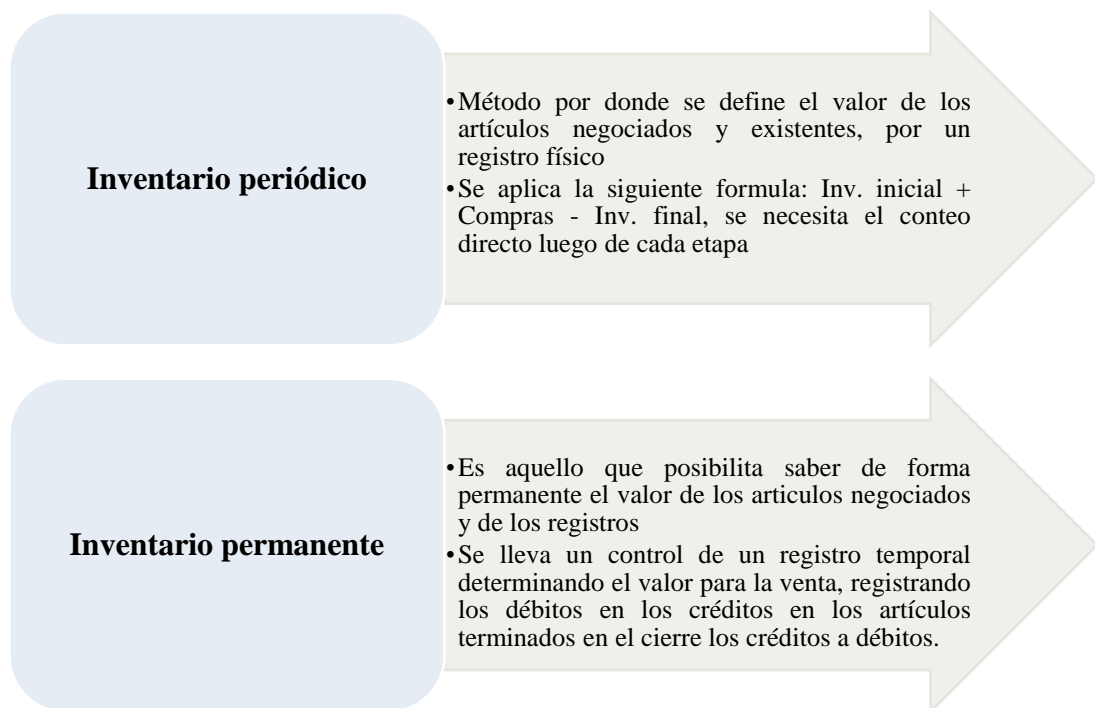 Inventario periódico
•Método por donde se define el valor de los
artículos negociados y existentes, por un
registro físico
•Se aplica la siguiente formula: Inv. inicial +
Compras - Inv. final, se necesita el conteo
directo luego de cada etapa
Inventario permanente
•Es aquello que posibilita saber de forma
permanente el valor de los articulos negociados
y de los registros
•Se lleva un control de un registro temporal
determinando el valor para la venta, registrando
los débitos en los créditos en los artículos
terminados en el cierre los créditos a débitos.